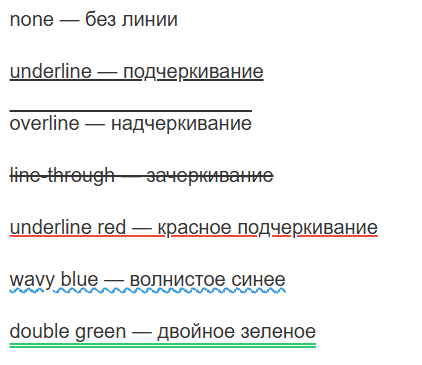 none — без линии
underline — подчеркивание
overline — надчеркивание
line-through — зачеркивание
underline red — красное подчеркивание
wavy blue — волнистое синее
double green — двойное зеленое